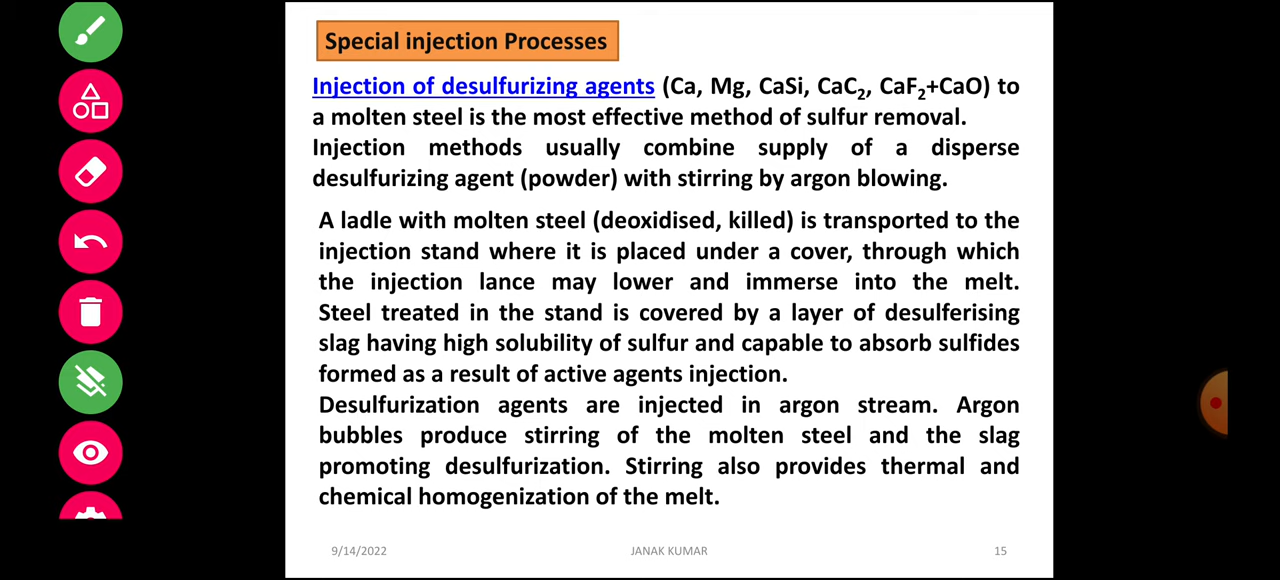 Special injection Processes
Injection of desulfurizing agents (Ca, Mg, CaSi, CaC₂, CaF₂+CaO) to
a molten steel is the most effective method of sulfur removal.
Injection methods usually combine supply of a disperse
desulfurizing agent (powder) with stirring by argon blowing.
A ladle with molten steel (deoxidised, killed) is transported to the
injection stand where it is placed under a cover, through which
the injection lance may lower and immerse into the melt.
Steel treated in the stand is covered by a layer of desulferising
slag having high solubility of sulfur and capable to absorb sulfides
formed as a result of active agents injection.
Desulfurization agents are injected in argon stream. Argon
bubbles produce stirring of the molten steel and the slag
promoting desulfurization. Stirring also provides thermal and
chemical homogenization of the melt.
9/14/2022 JANAK KUMAR 15